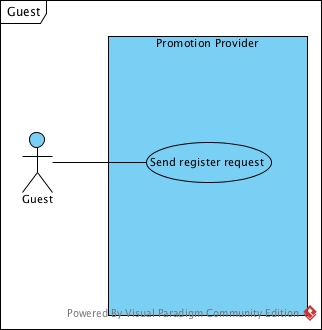 Guest
Promotion Provider
Send register request
Guest
Powered By Visual Paradigm Community Edition